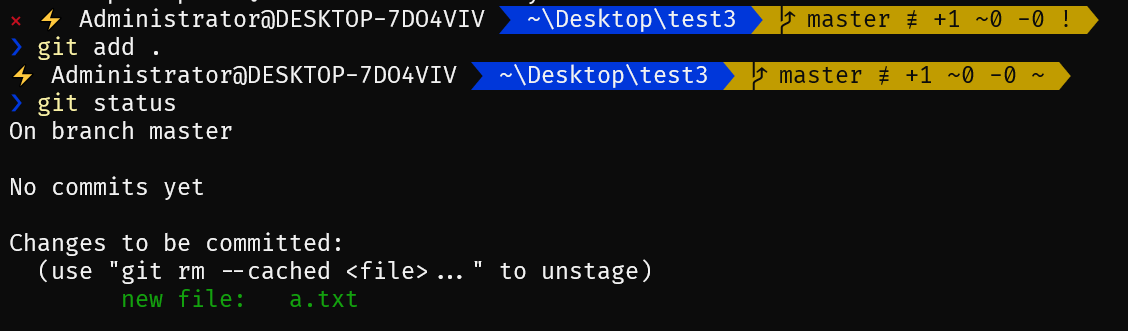 × ⚡ Administrator@DESKTOP-7DO4VIV ~\Desktop\test3 master ≢ +1 ~0 -0 !
❯ git add .
⚡ Administrator@DESKTOP-7DO4VIV ~\Desktop\test3 master ≢ +1 ~0 -0 ~
❯ git status
On branch master
No commits yet
Changes to be committed:
(use "git rm --cached <file>..." to unstage)
new file: a.txt